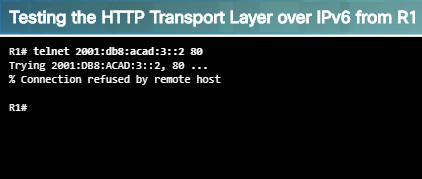 Testing the HTTP Transport Layer over IPv6 from R1
R1# telnet 2001:db8:acad:3::2 80
Trying 2001:DB8:ACAD:3::2, 80 ...
% Connection refused by remote host
R1#